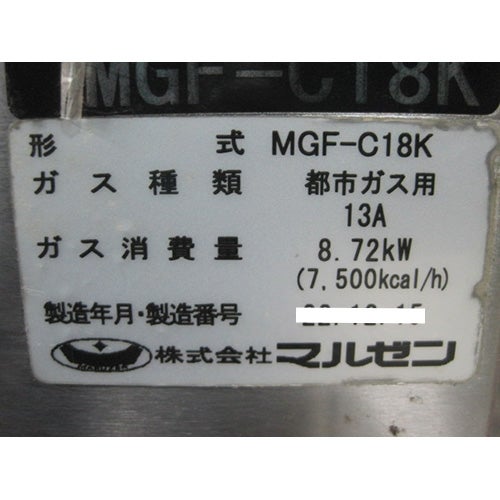 MGF-C18K
形 式 MGF-C18K
ガス種類 都市ガス用
13A
ガス消費量 8.72kW
(7,500kcal/h)
製造年月・製造番号
MARUZEN 株式会社 マルゼン